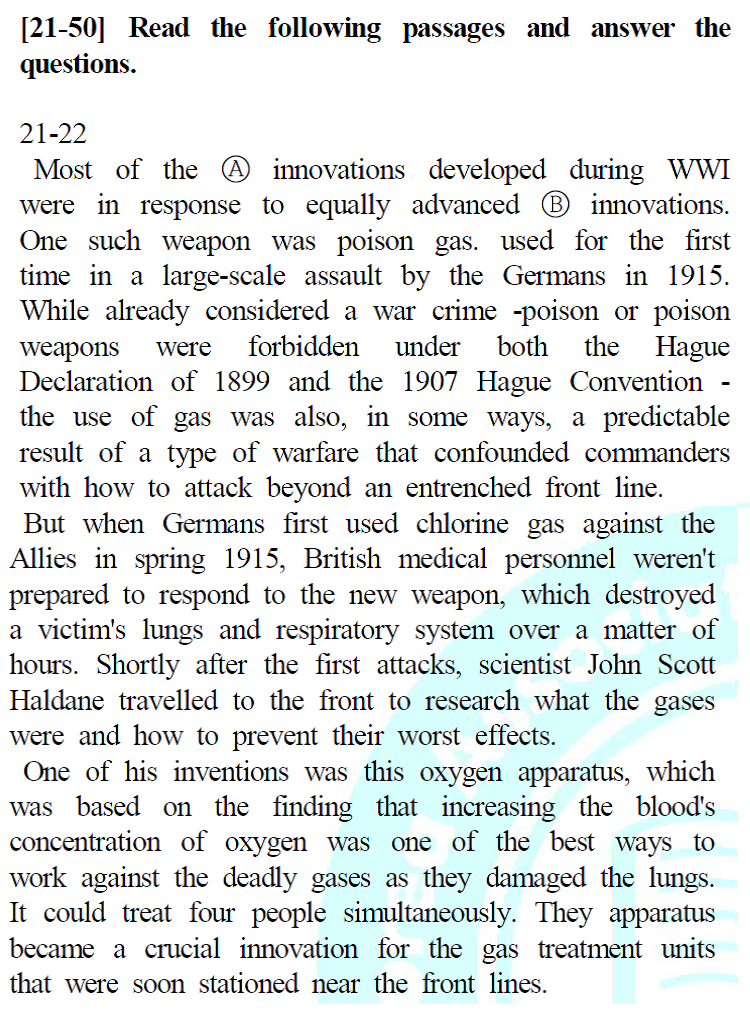 [21-50] Read the following passages and answer the
questions.
21-22
Most of the Ⓐ innovations developed during WWI
were in response to equally advanced Ⓑ innovations.
One such weapon was poison gas. used for the first
time in a large-scale assault by the Germans in 1915.
While already considered a war crime -poison or poison
weapons were forbidden under both the Hague
Declaration of 1899 and the 1907 Hague Convention -
the use of gas was also, in some ways, a predictable
result of a type of warfare that confounded commanders
with how to attack beyond an entrenched front line.
But when Germans first used chlorine gas against the
Allies in spring 1915, British medical personnel weren't
prepared to respond to the new weapon, which destroyed
a victim's lungs and respiratory system over a matter of
hours. Shortly after the first attacks, scientist John Scott
Haldane travelled to the front to research what the gases
were and how to prevent their worst effects.
One of his inventions was this oxygen apparatus, which
was based on the finding that increasing the blood's
concentration of oxygen was one of the best ways to
work against the deadly gases as they damaged the lungs.
It could treat four people simultaneously. They apparatus
became a crucial innovation for the gas treatment units
that were soon stationed near the front lines.